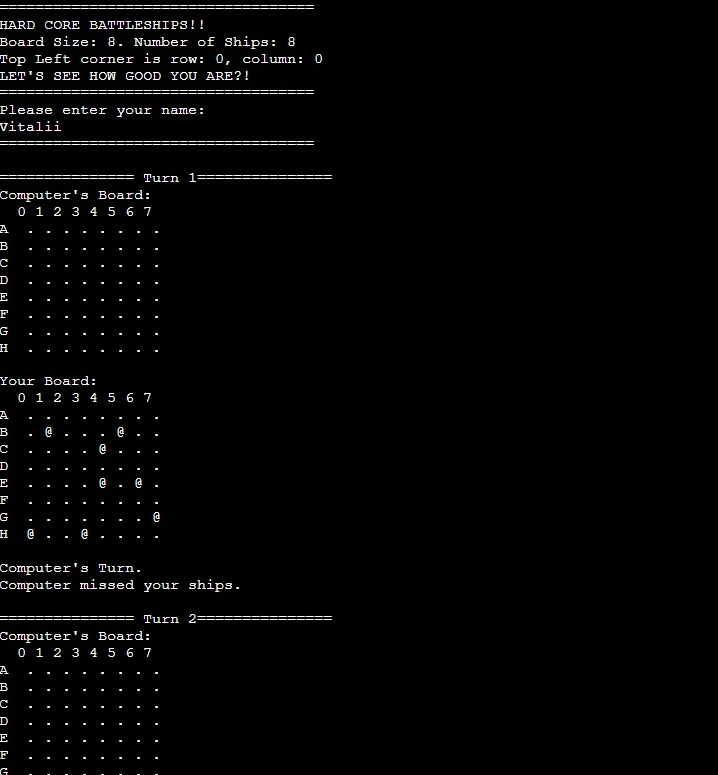 ===================================
HARD CORE BATTLESHIPS!!
Board Size: 8. Number of Ships: 8
Top Left corner is row: 0, column: 0
LET'S SEE HOW GOOD YOU ARE?!
===================================
Please enter your name:
Vitalii
===================================
=============== Turn 1===============
Computer's Board:
  0 1 2 3 4 5 6 7
A  . . . . . . . .
B  . . . . . . . .
C  . . . . . . . .
D  . . . . . . . .
E  . . . . . . . .
F  . . . . . . . .
G  . . . . . . . .
H  . . . . . . . .
Your Board:
  0 1 2 3 4 5 6 7
A  . . . . . . . .
B  . @ . . . @ . .
C  . . . . @ . . .
D  . . . . . . . .
E  . . . . @ . @ .
F  . . . . . . . .
G  . . . . . . . @
H  @ . . @ . . . .
Computer's Turn.
Computer missed your ships.
=============== Turn 2===============
Computer's Board:
  0 1 2 3 4 5 6 7
A  . . . . . . . .
B  . . . . . . . .
C  . . . . . . . .
D  . . . . . . . .
E  . . . . . . . .
F  . . . . . . . .
G  . . . . . . . .